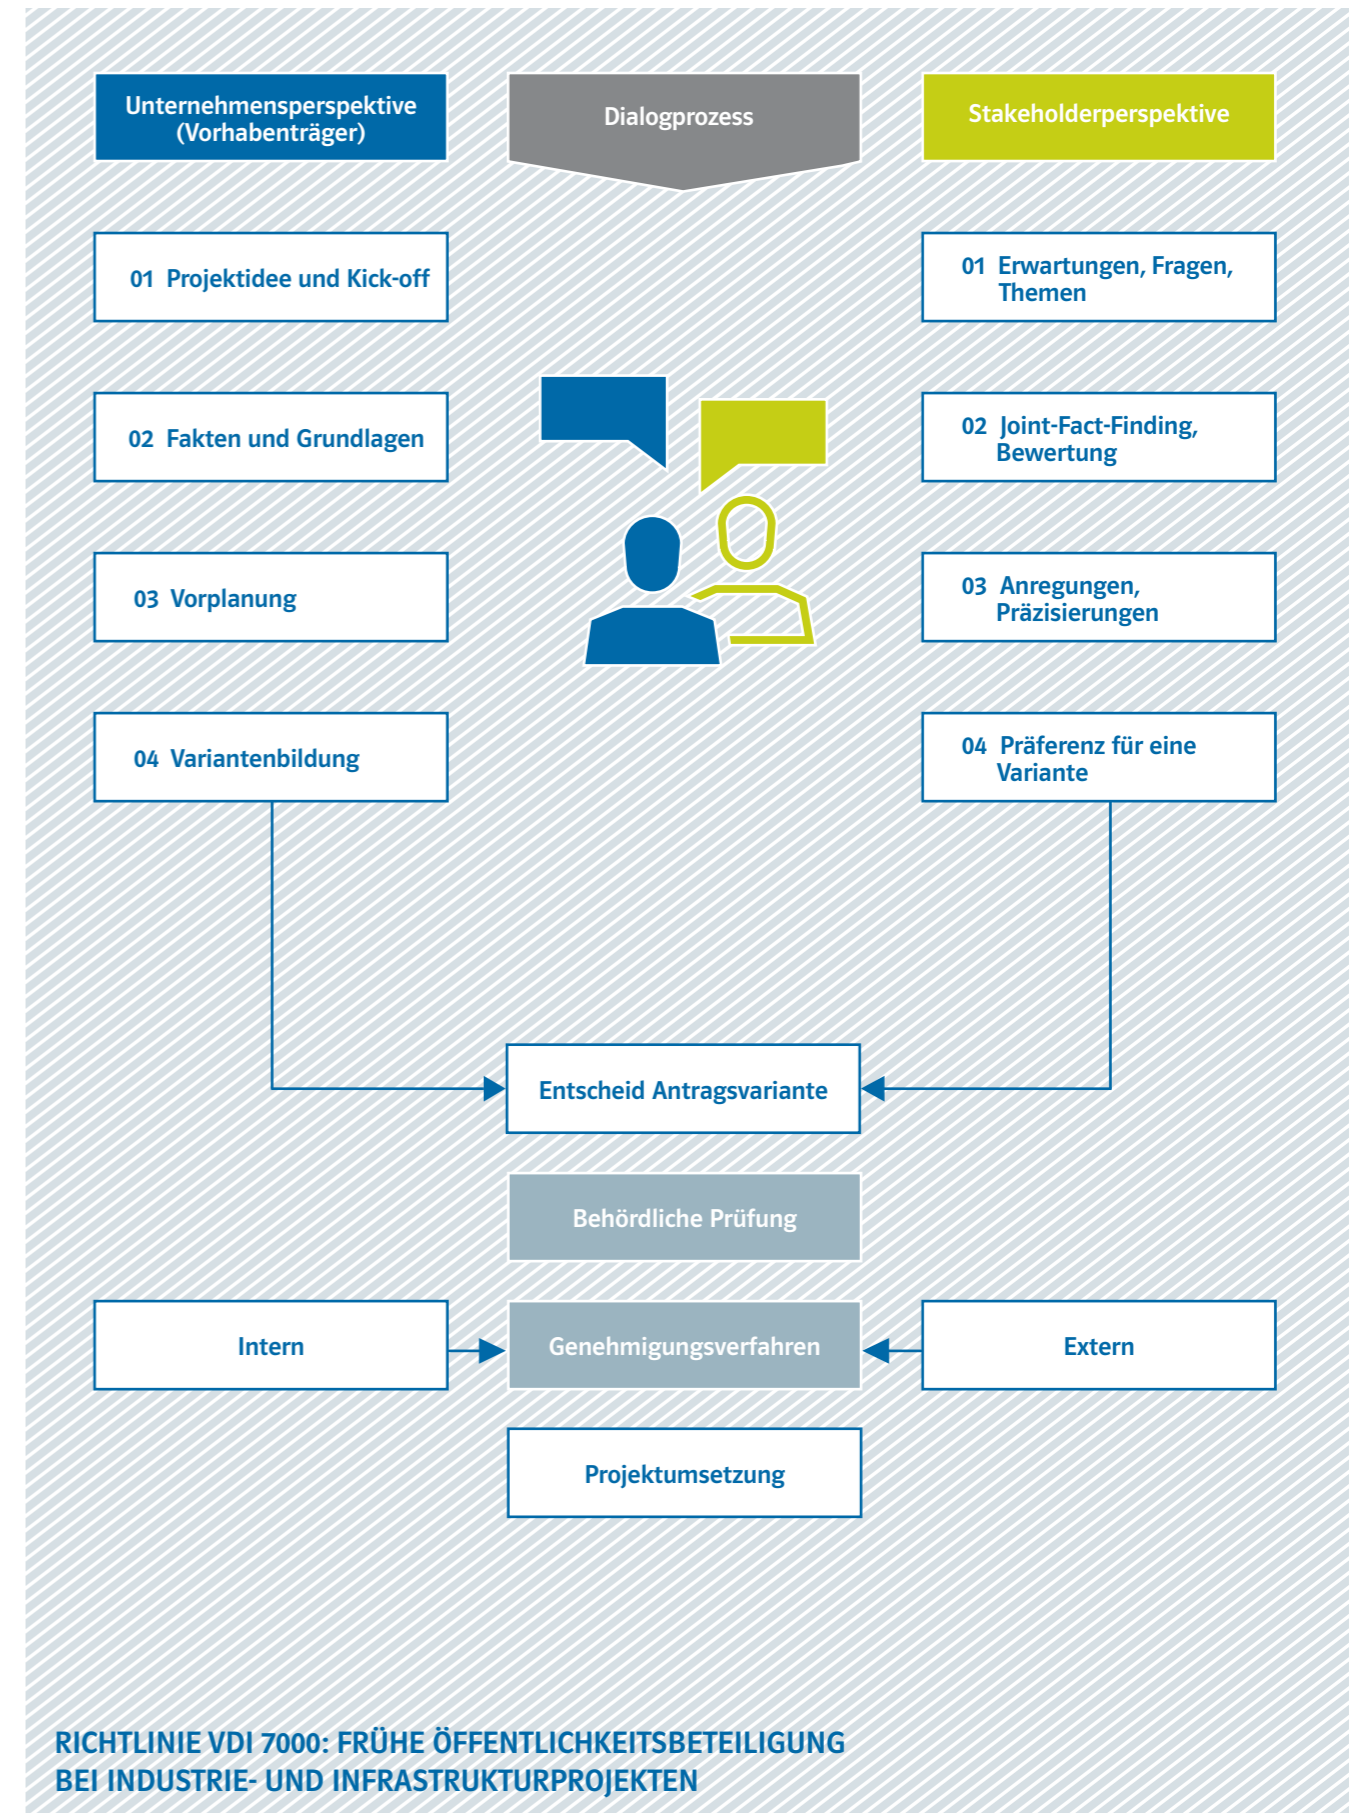 Unternehmensperspektive
(Vorhabenträger)
Dialogprozess
Stakeholderperspektive
01 Projektidee und Kick-off
01 Erwartungen, Fragen,
Themen
02 Fakten und Grundlagen
02 Joint-Fact-Finding,
Bewertung
03 Vorplanung
03 Anregungen,
Präzisierungen
04 Variantenbildung
04 Präferenz für eine
Variante
Entscheid Antragsvariante
Behördliche Prüfung
Intern
Genehmigungsverfahren
Extern
Projektumsetzung
RICHTLINIE VDI 7000: FRÜHE ÖFFENTLICHKEITSBETEILIGUNG
BEI INDUSTRIE- UND INFRASTRUKTURPROJEKTEN